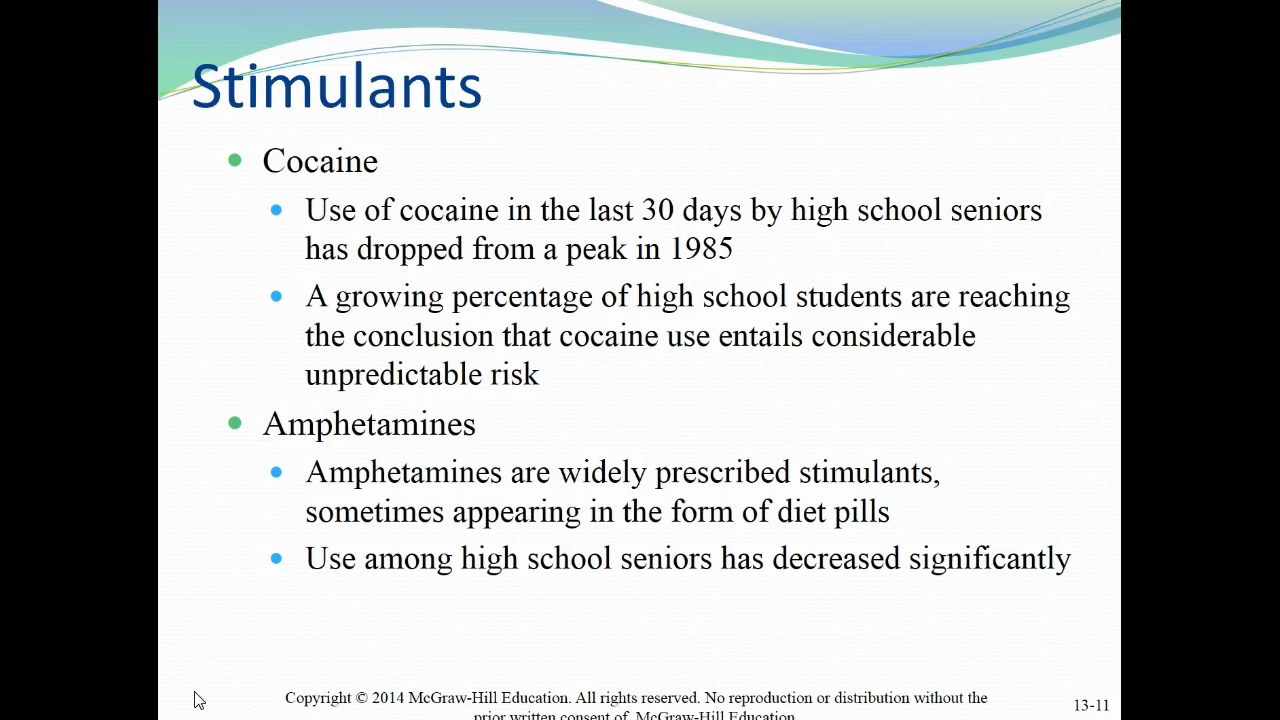 Stimulants
Cocaine
Use of cocaine in the last 30 days by high school seniors
has dropped from a peak in 1985
A growing percentage of high school students are reaching
the conclusion that cocaine use entails considerable
unpredictable risk
Amphetamines
Amphetamines are widely prescribed stimulants,
sometimes appearing in the form of diet pills
Use among high school seniors has decreased significantly
Copyright © 2014 McGraw-Hill Education. All rights reserved. No reproduction or distribution without the
prior written consent of McGraw-Hill Education.
13-11